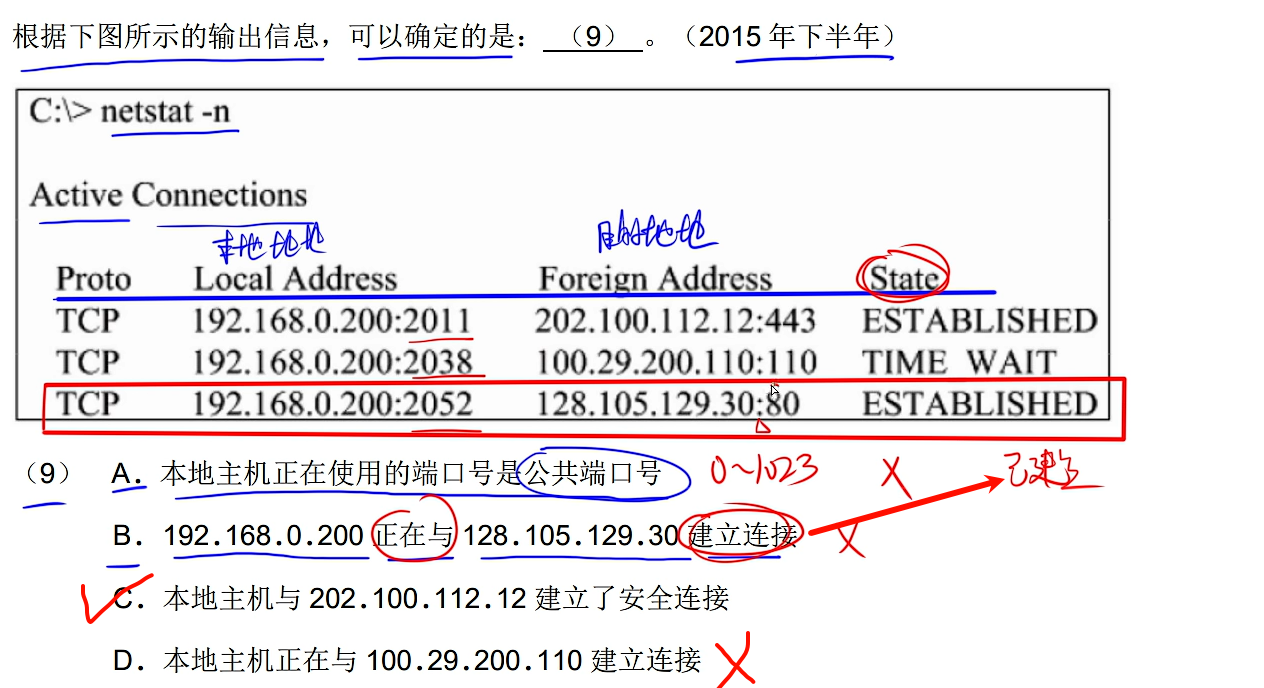 根据下图所示的输出信息，可以确定的是：（9）。（2015 年下半年）
C:\> netstat -n
Active Connections
本地地址 目的地址
Proto Local Address Foreign Address State
TCP 192.168.0.200:2011 202.100.112.12:443 ESTABLISHED
TCP 192.168.0.200:2038 100.29.200.110:110 TIME WAIT
TCP 192.168.0.200:2052 128.105.129.30:80 ESTABLISHED
（9） A. 本地主机正在使用的端口号是公共端口号 0~1023 X 已建立
B. 192.168.0.200 正在与 128.105.129.30 建立连接 X
C. 本地主机与 202.100.112.12 建立了安全连接
D. 本地主机正在与 100.29.200.110 建立连接 X